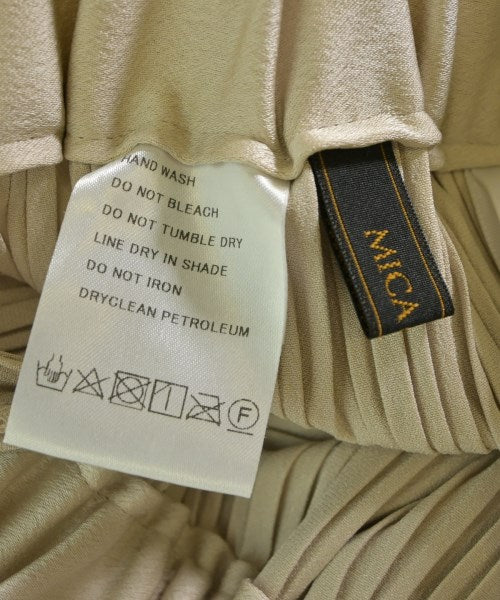 HAND WASH
DO NOT BLEACH
DO NOT TUMBLE DRY
LINE DRY IN SHADE
DO NOT IRON
DRYCLEAN PETROLEUM
F
MICA